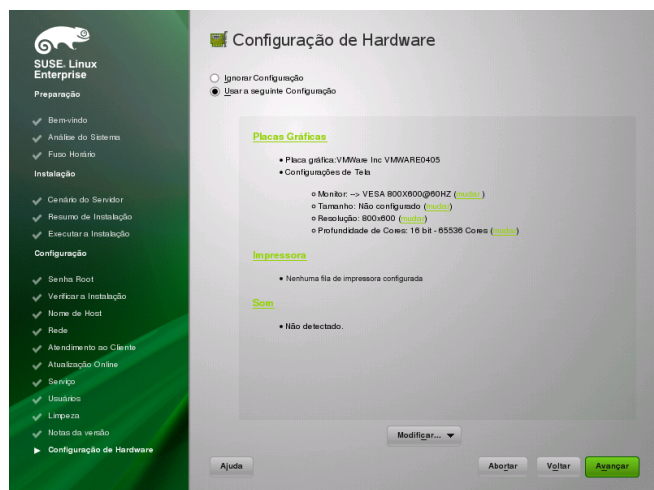 SUSE. Linux
Enterprise
Preparação
Bem-vindo
Análise do Sistema
Fuso Horário
Instalação
Cenário do Servidor
Resumo de Instalação
Executar a Instalação
Configuração
Senha Root
Verificar a Instalação
Nome de Host
Rede
Atendimento ao Cliente
Atualização Online
Serviço
Usuários
Limpeza
Notas da versão
Configuração de Hardware
Configuração de Hardware
Ignorar Configuração
Usar a seguinte Configuração
Placas Gráficas
Placa gráfica:VMWare Inc VMWARE0405
Configurações de Tela
Monitor: --> VESA 800X600@60HZ (mudar )
Tamanho: Não configurado (mudar)
Resolução: 800x600 (mudar)
Profundidade de Cores: 16 bit - 65536 Cores (mudar)
Impressora
Nenhuma fila de impressora configurada
Som
Não detectado.
Modificar...
Ajuda
Abortar
Voltar
Avançar